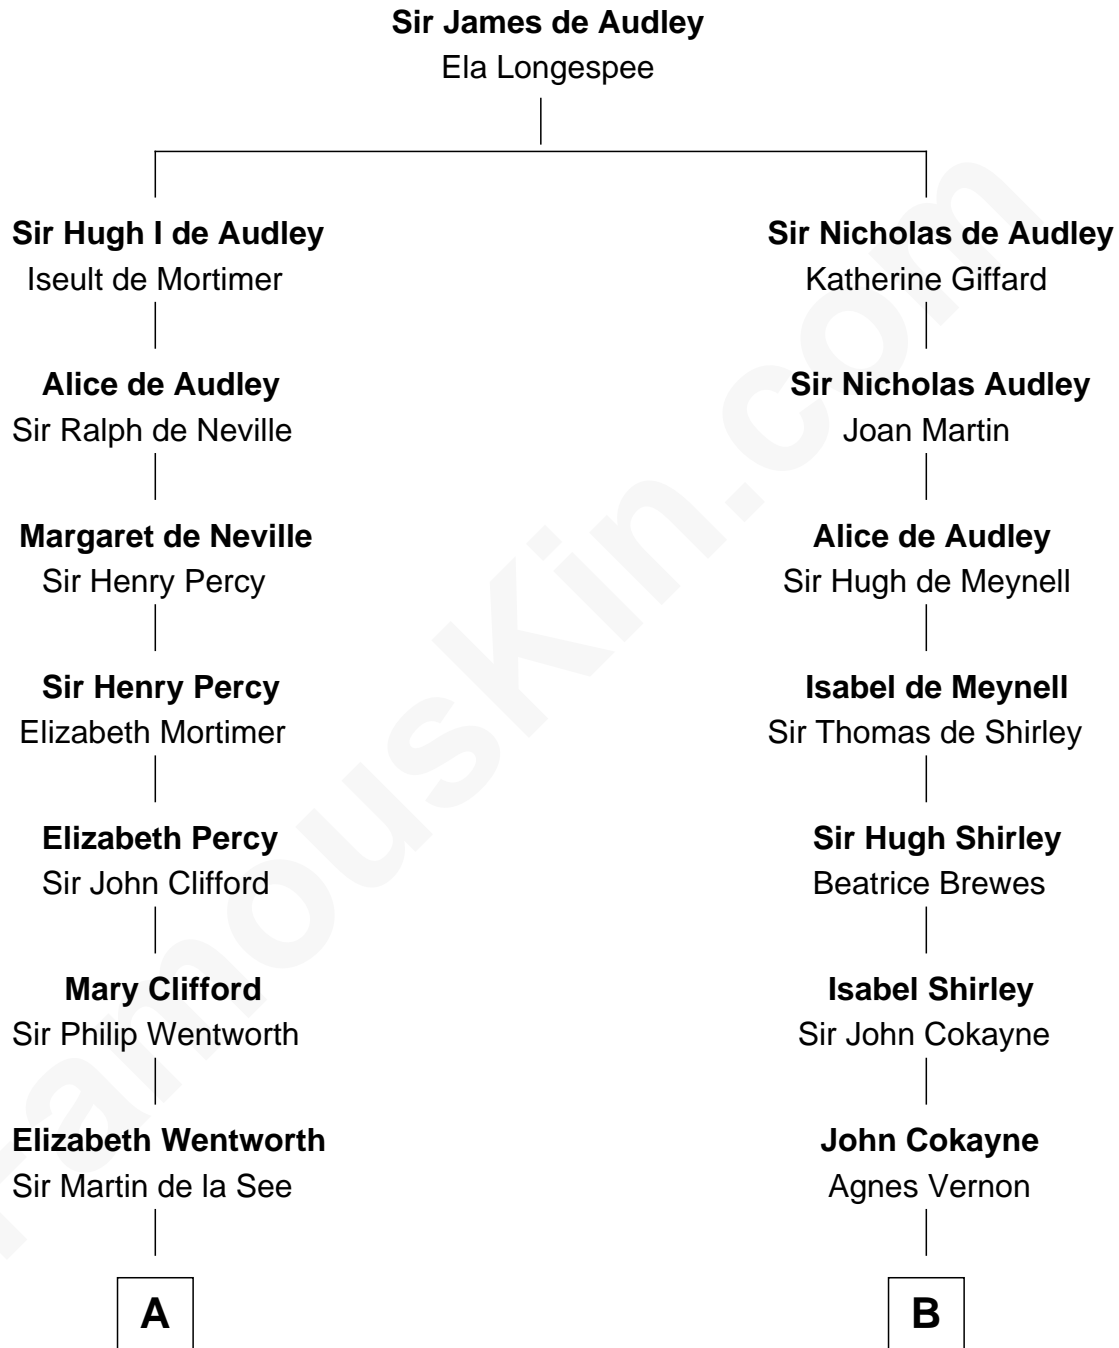 Sir James de Audley
Ela Longespee
Sir Hugh I de Audley
Iseult de Mortimer
Sir Nicholas de Audley
Katherine Giffard
Alice de Audley
Sir Ralph de Neville
Sir Nicholas Audley
Joan Martin
Margaret de Neville
Sir Henry Percy
Alice de Audley
Sir Hugh de Meynell
Sir Henry Percy
Elizabeth Mortimer
Isabel de Meynell
Sir Thomas de Shirley
Elizabeth Percy
Sir John Clifford
Sir Hugh Shirley
Beatrice Brewes
Mary Clifford
Sir Philip Wentworth
Isabel Shirley
Sir John Cokayne
Elizabeth Wentworth
Sir Martin de la See
John Cokayne
Agnes Vernon
A
B
FamousKin.com